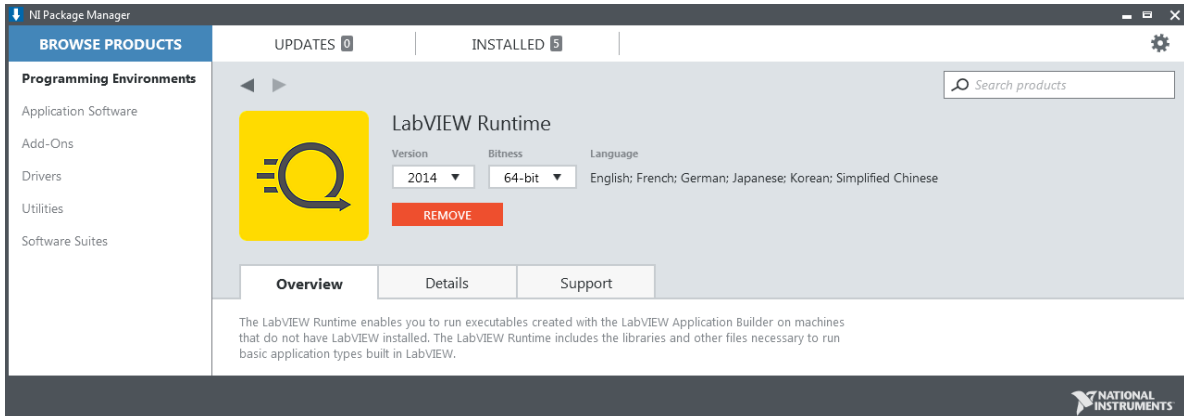 NI Package Manager
BROWSE PRODUCTS
UPDATES 0
INSTALLED 5
Programming Environments
Application Software
Add-Ons
Drivers
Utilities
Software Suites
Search products
LabVIEW Runtime
Version Bitness Language
2014 64-bit English; French; German; Japanese; Korean; Simplified Chinese
REMOVE
Overview Details Support
The LabVIEW Runtime enables you to run executables created with the LabVIEW Application Builder on machines
that do not have LabVIEW installed. The LabVIEW Runtime includes the libraries and other files necessary to run
basic application types built in LabVIEW.
NATIONAL
INSTRUMENTS